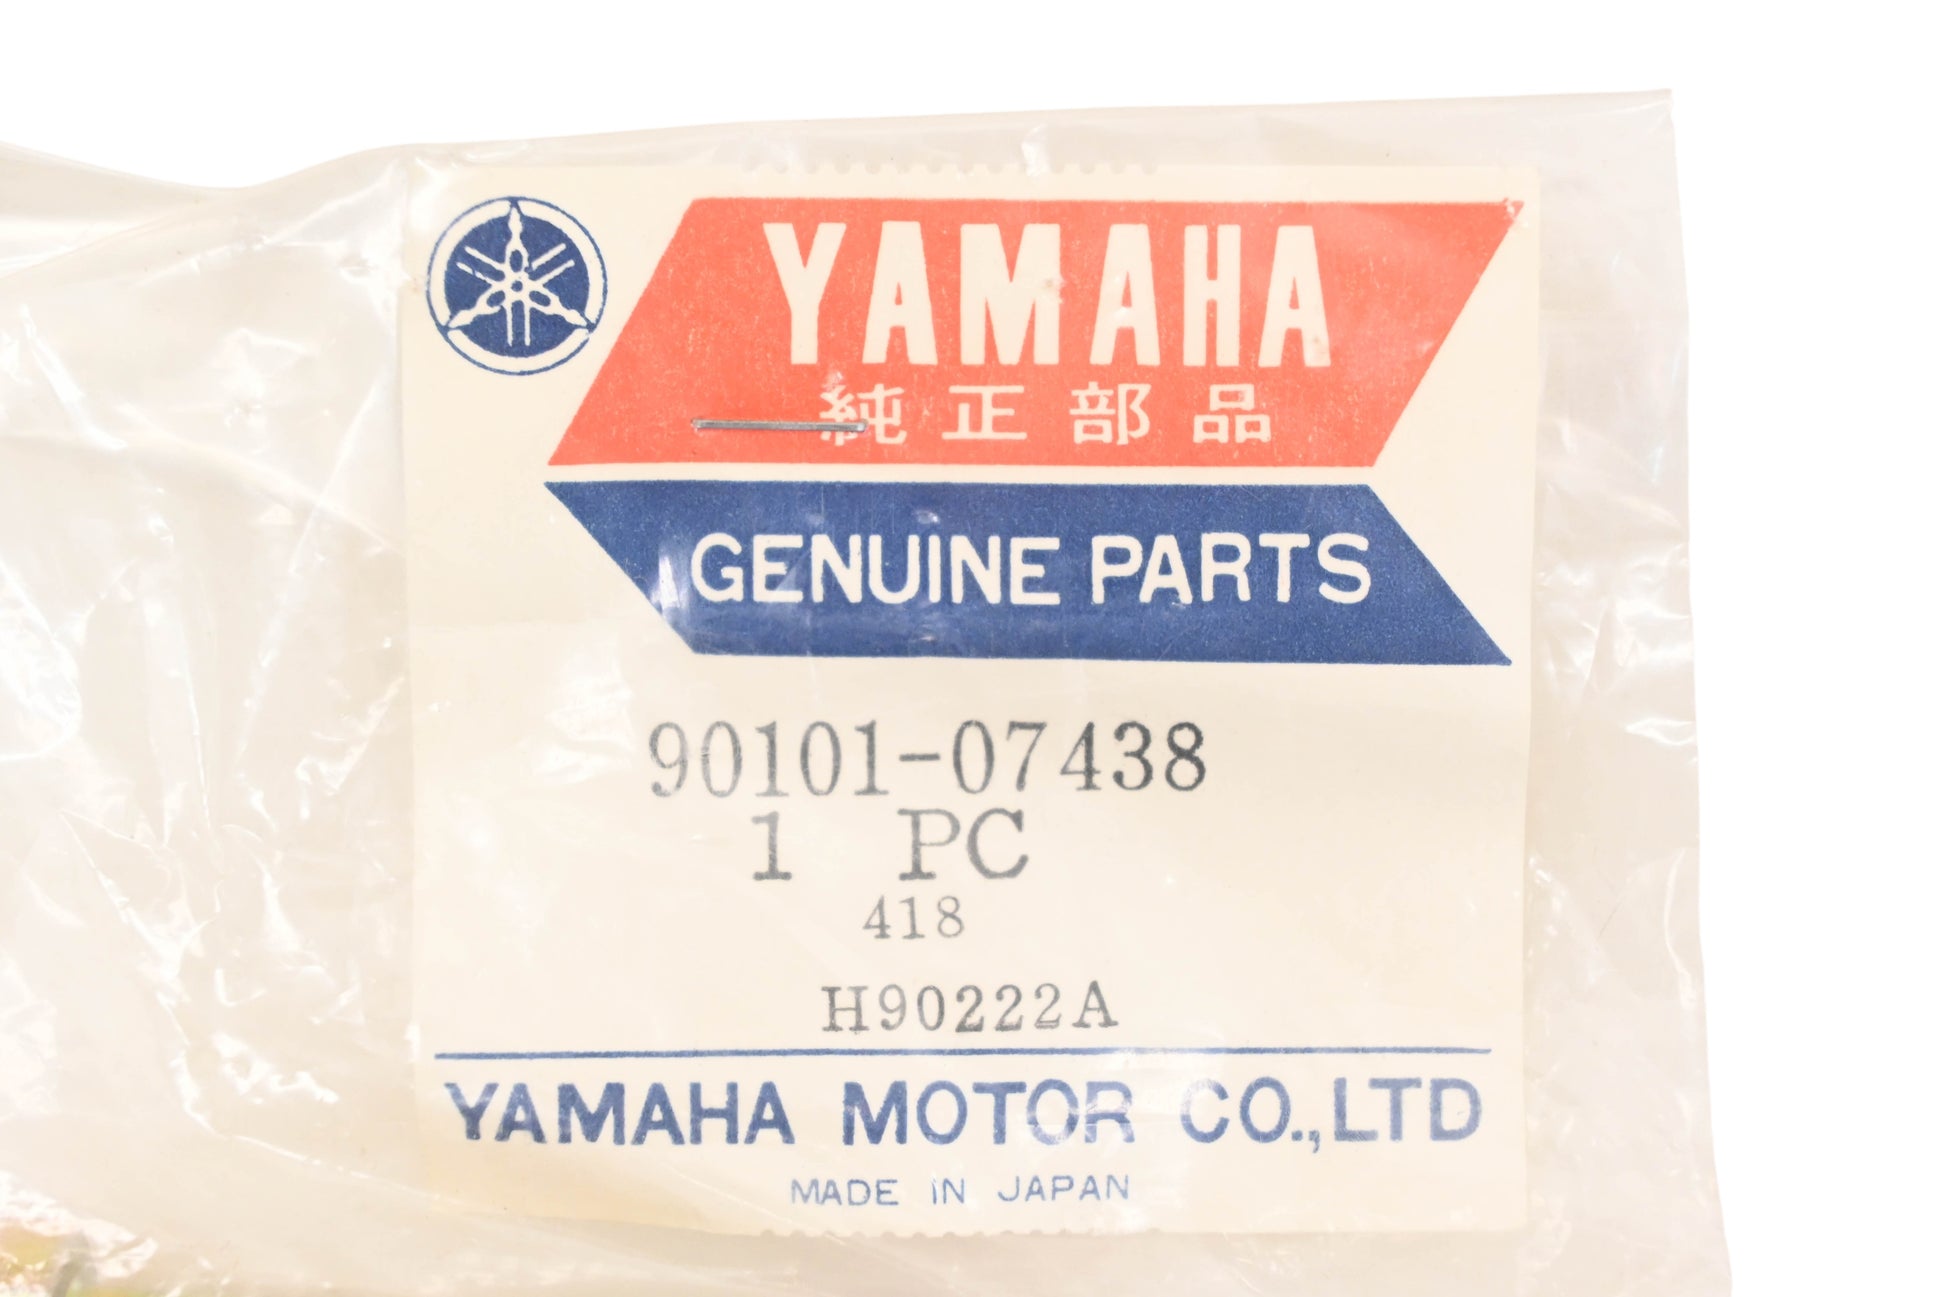 YAMAHA
純正部品
GENUINE PARTS
90101-07438
1 PC
418
H90222A
YAMAHA MOTOR CO.,LTD
MADE IN JAPAN